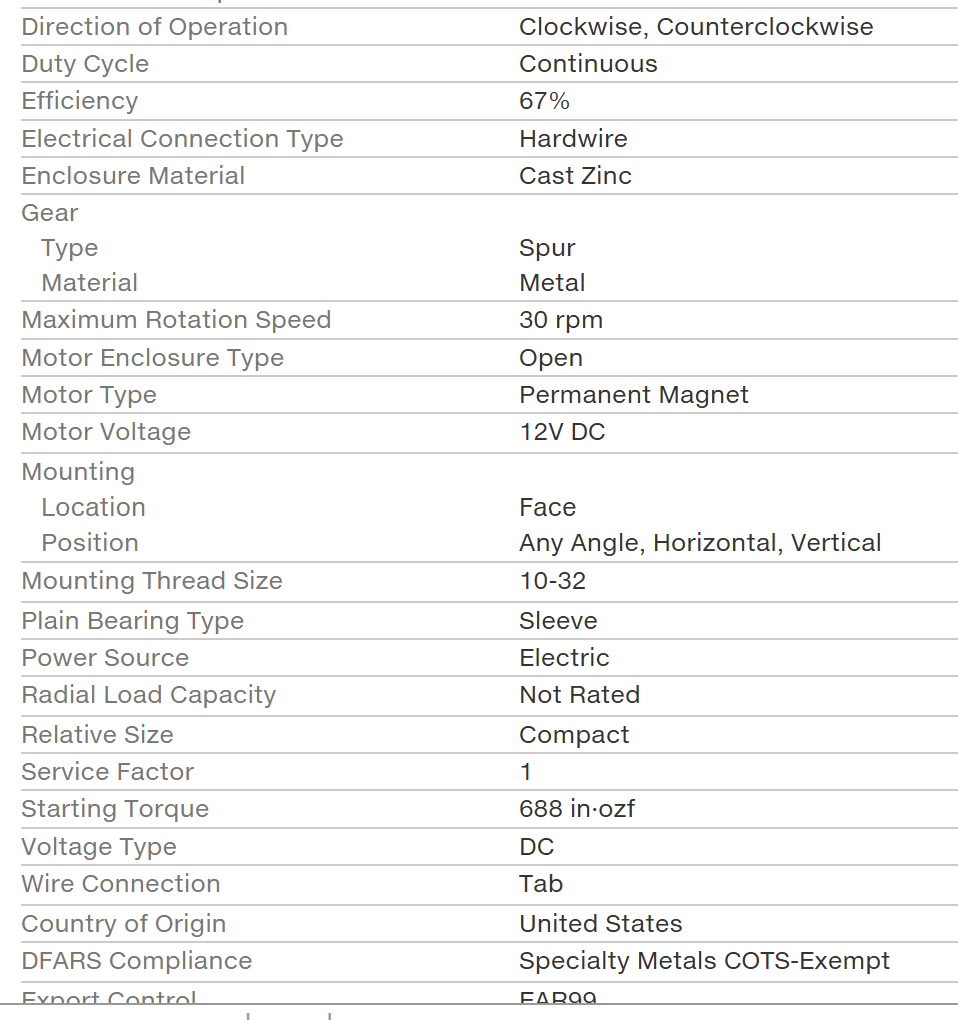 Direction of Operation Clockwise, Counterclockwise
Duty Cycle Continuous
Efficiency 67%
Electrical Connection Type Hardwire
Enclosure Material Cast Zinc
Gear
Type Spur
Material Metal
Maximum Rotation Speed 30 rpm
Motor Enclosure Type Open
Motor Type Permanent Magnet
Motor Voltage 12V DC
Mounting
Location Face
Position Any Angle, Horizontal, Vertical
Mounting Thread Size 10-32
Plain Bearing Type Sleeve
Power Source Electric
Radial Load Capacity Not Rated
Relative Size Compact
Service Factor 1
Starting Torque 688 in·ozf
Voltage Type DC
Wire Connection Tab
Country of Origin United States
DFARS Compliance Specialty Metals COTS-Exempt
Export Control EAR99